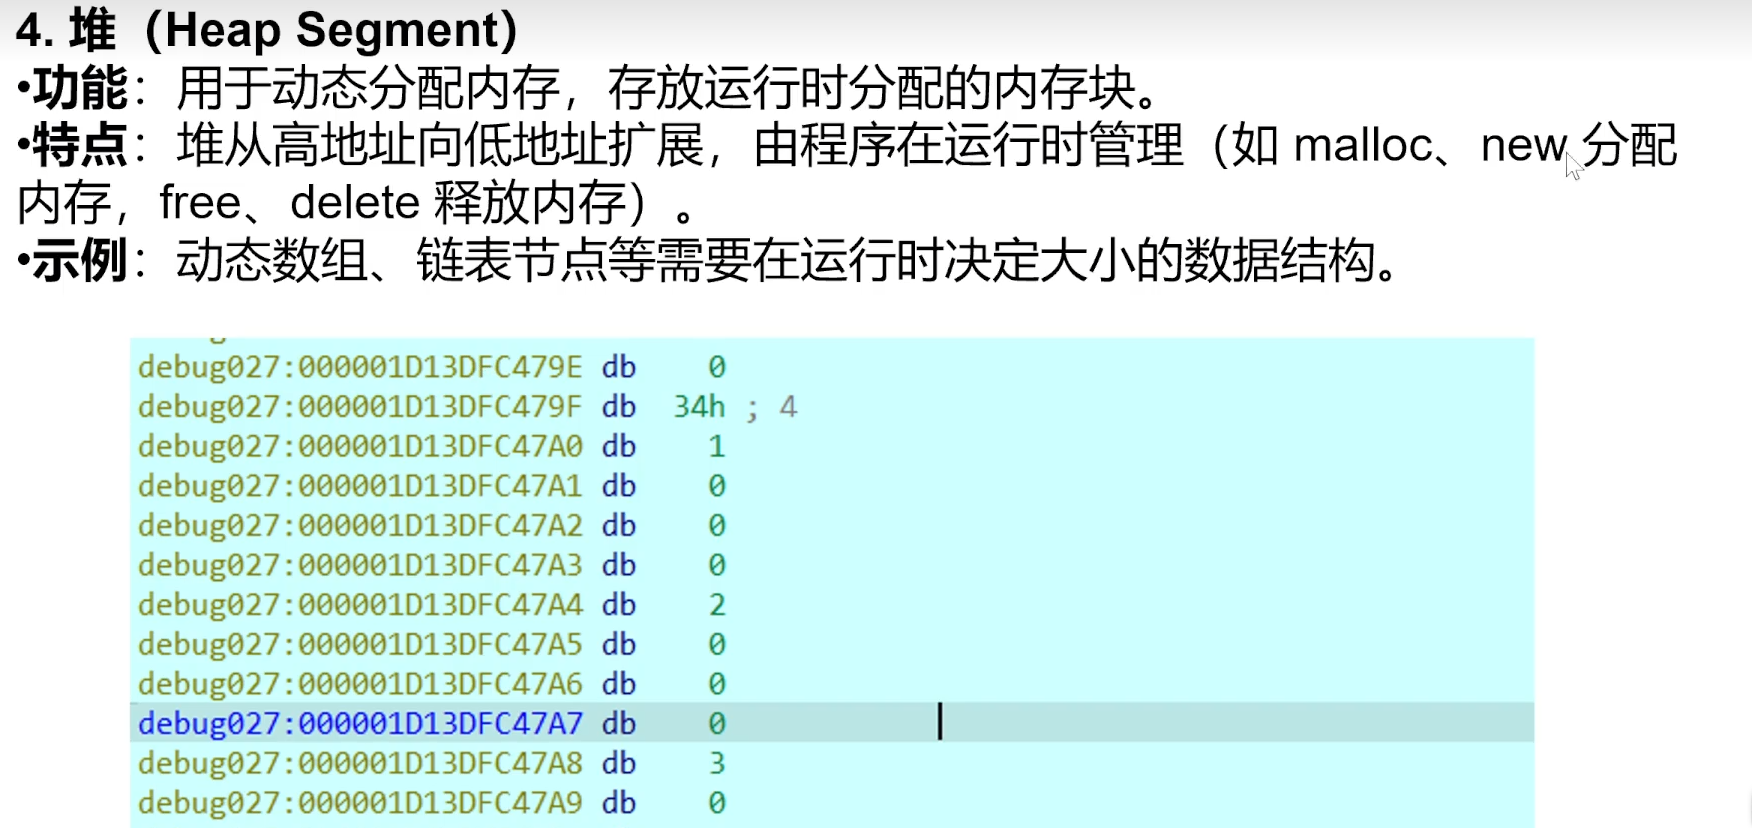 4. 堆（Heap Segment）
•功能：用于动态分配内存，存放运行时分配的内存块。
•特点：堆从高地址向低地址扩展，由程序在运行时管理（如 malloc、new 分配
内存，free、delete 释放内存）。
•示例：动态数组、链表节点等需要在运行时决定大小的数据结构。
debug027:000001D13DFC479E db 0
debug027:000001D13DFC479F db 34h ; 4
debug027:000001D13DFC47A0 db 1
debug027:000001D13DFC47A1 db 0
debug027:000001D13DFC47A2 db 0
debug027:000001D13DFC47A3 db 0
debug027:000001D13DFC47A4 db 2
debug027:000001D13DFC47A5 db 0
debug027:000001D13DFC47A6 db 0
debug027:000001D13DFC47A7 db 0
debug027:000001D13DFC47A8 db 3
debug027:000001D13DFC47A9 db 0